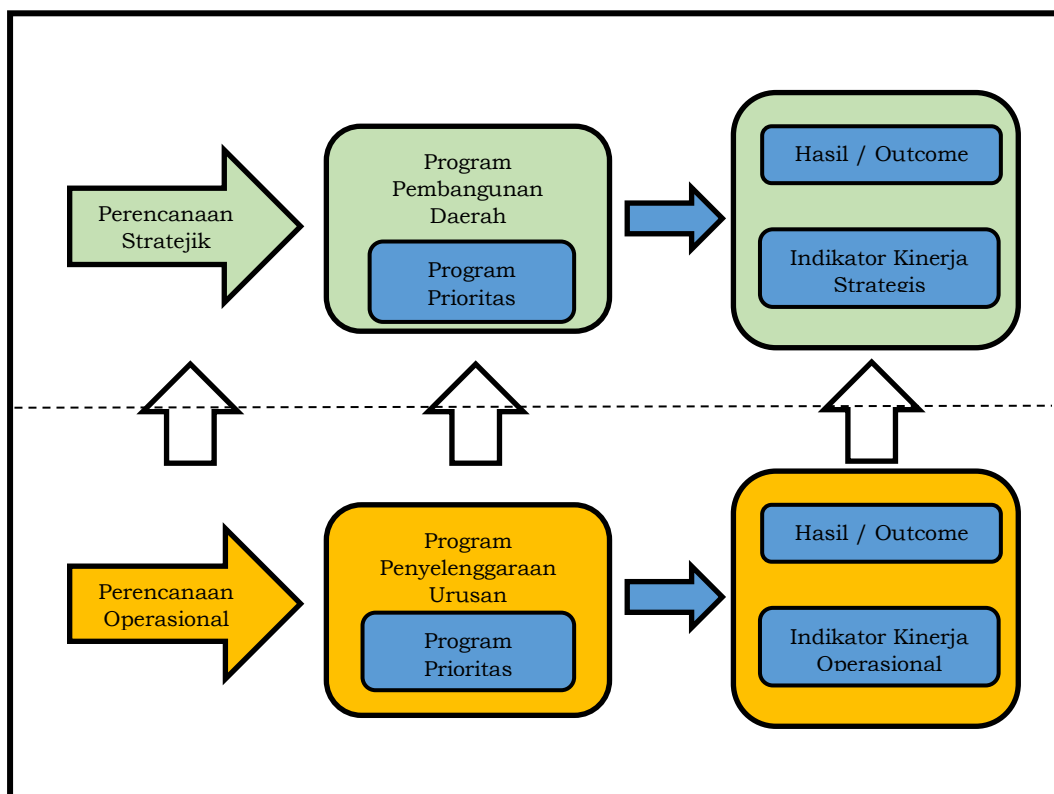 Perencanaan
Stratejik
Program
Pembangunan
Daerah
Program
Prioritas
Hasil / Outcome
Indikator Kinerja
Strategis
Perencanaan
Operasional
Program
Penyelenggaraan
Urusan
Program
Prioritas
Hasil / Outcome
Indikator Kinerja
Operasional